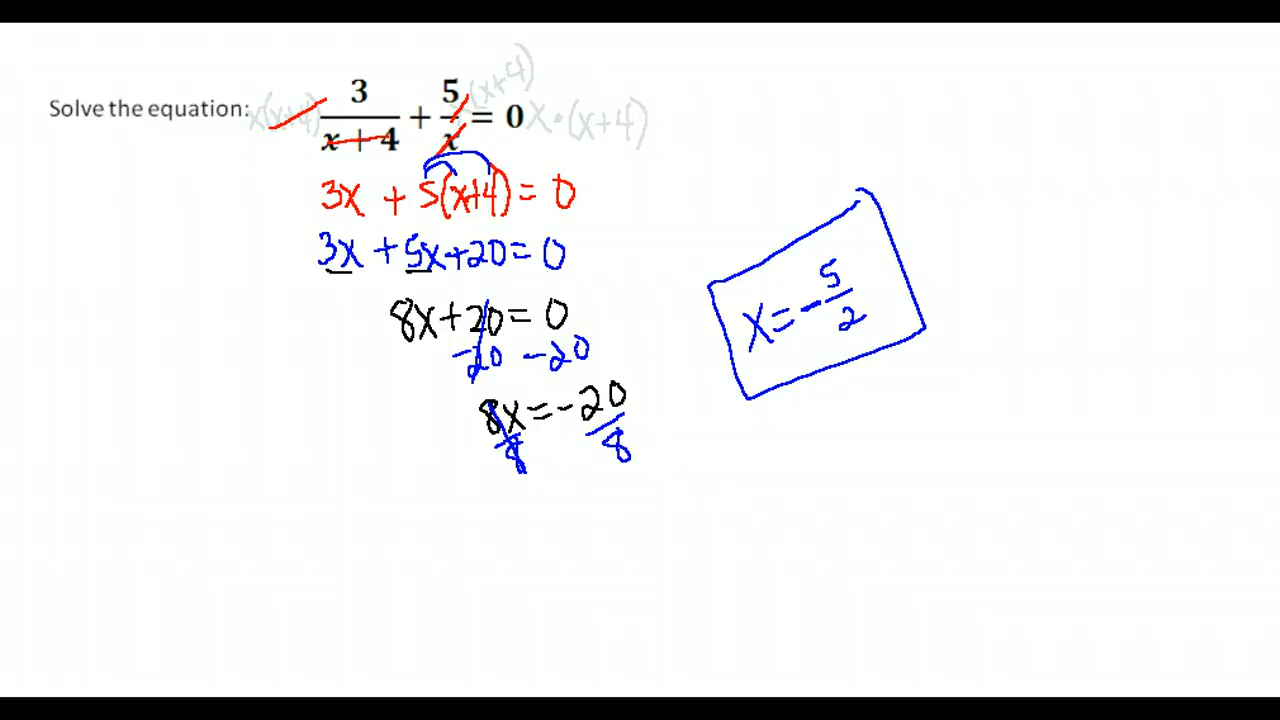 Solve the equation: x(x+4) 3/(x + 4) + 5/x x(x+4) = 0 x·(x+4)
3x + 5(x+4) = 0
3x + 5x+20 = 0
8x+20 = 0
-20 -20
8x = -20
8 8
x = -5/2